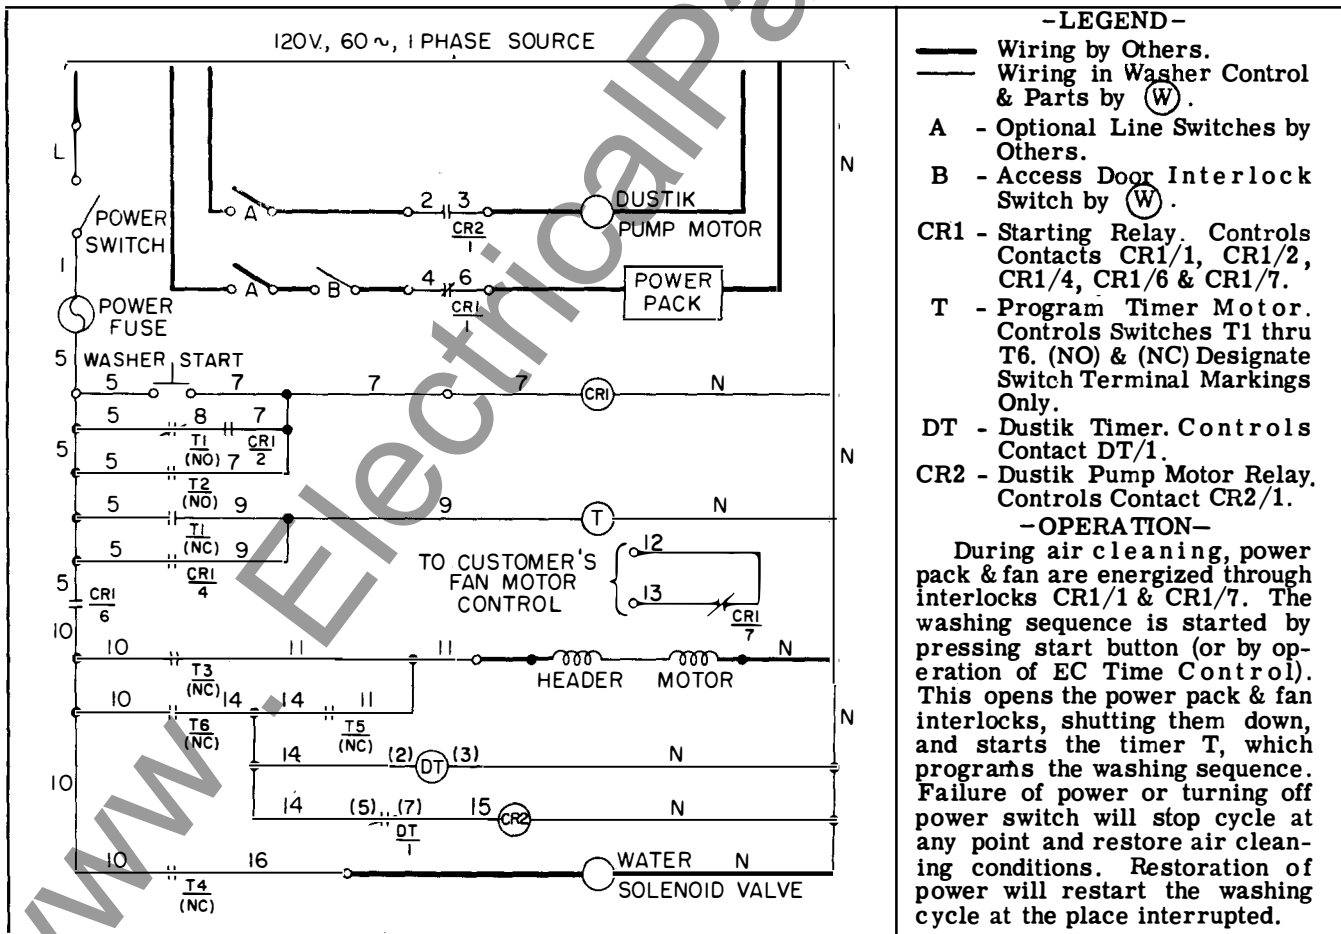 120V., 60~, 1 PHASE SOURCE
L
N
2 3
A
CR2
1
DUSTIK
PUMP MOTOR
POWER
SWITCH
1
4 6
A
B
CR1
1
POWER
PACK
POWER
FUSE
5
WASHER START
5 7 7 7 N
CR1
5 8 7
T1
(NO)
CR1
2
5
5 7
T2
(NO)
N
5 9 9 N
T1
(NC)
T
5 9
CR1
4
5
CR1
6
TO CUSTOMER'S
FAN MOTOR
CONTROL
12
13
CR1
7
10
10 11 11 N
T3
(NC)
HEADER MOTOR
10 14 14 11
T6
(NC)
T5
(NC)
N
14 (2) DT (3) N
10
14 (5) (7) 15 CR2 N
DT
1
10 16
T4
(NC)
WATER N
SOLENOID VALVE
-LEGEND-
Wiring by Others.
Wiring in Washer Control
& Parts by W.
A - Optional Line Switches by
Others.
B - Access Door Interlock
Switch by W.
CR1 - Starting Relay. Controls
Contacts CR1/1, CR1/2,
CR1/4, CR1/6 & CR1/7.
T - Program Timer Motor.
Controls Switches T1 thru
T6. (NO) & (NC) Designate
Switch Terminal Markings
Only.
DT - Dustik Timer. Controls
Contact DT/1.
CR2 - Dustik Pump Motor Relay.
Controls Contact CR2/1.
-OPERATION-
During air cleaning, power
pack & fan are energized through
interlocks CR1/1 & CR1/7. The
washing sequence is started by
pressing start button (or by op-
eration of EC Time Control).
This opens the power pack & fan
interlocks, shutting them down,
and starts the timer T, which
programs the washing sequence.
Failure of power or turning off
power switch will stop cycle at
any point and restore air clean-
ing conditions. Restoration of
power will restart the washing
cycle at the place interrupted.
www.ElectricalPa